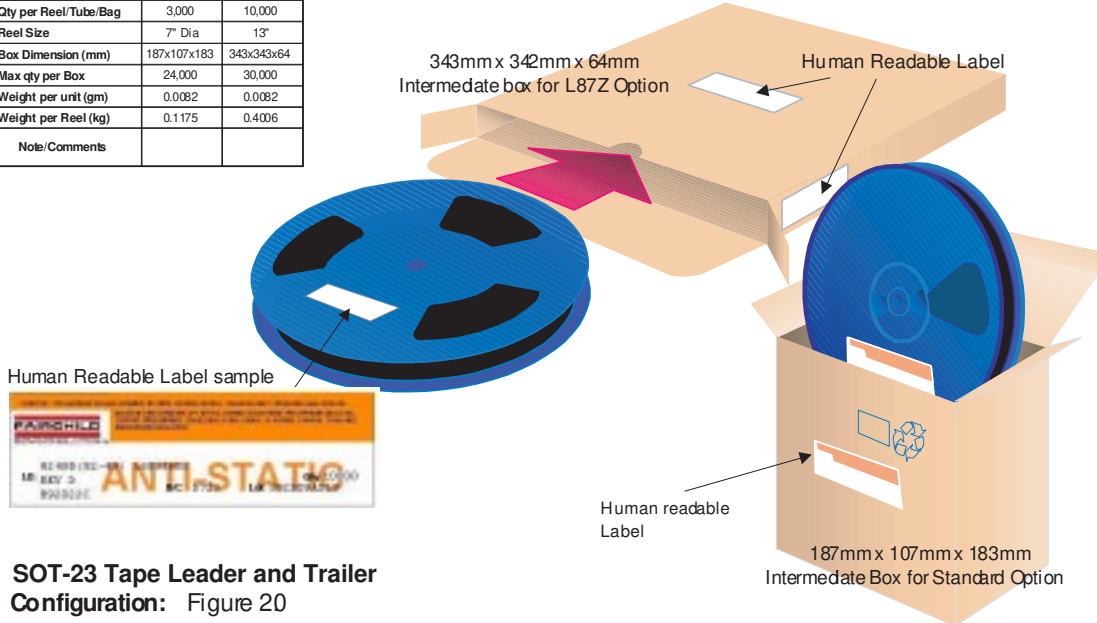 Qty per Reel/Tube/Bag 3,000 10,000
Reel Size 7" Dia 13"
Box Dimension (mm) 187x107x183 343x343x64
Max qty per Box 24,000 30,000
Weight per unit (gm) 0.0082 0.0082
Weight per Reel (kg) 0.1175 0.4006
Note/Comments
343mm x 342mm x 64mm
Intermediate box for L87Z Option
Human Readable Label
Human Readable Label sample
FAIRCHILD
ANTI-STATIC
Human readable
Label
187mm x 107mm x 183mm
Intermediate Box for Standard Option
SOT-23 Tape Leader and Trailer
Configuration: Figure 2.0